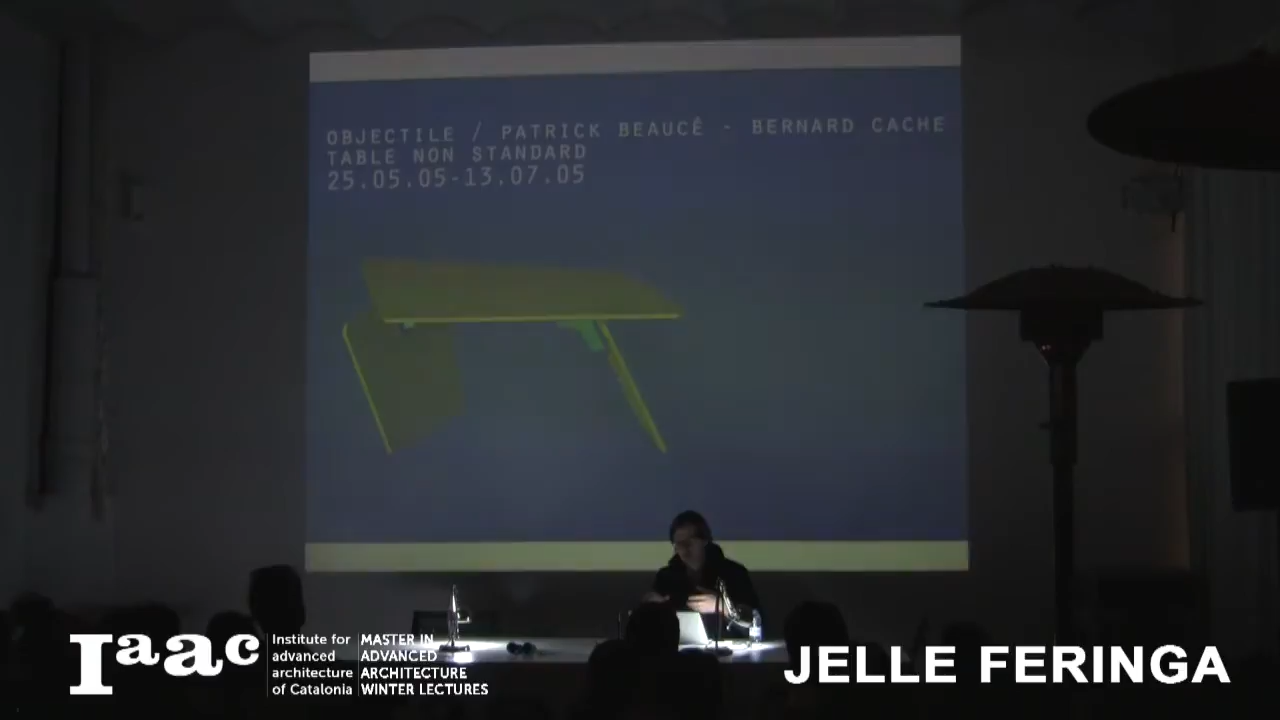 OBJECTILE / PATRICK BEAUCÉ - BERNARD CACHE
TABLE NON STANDARD
25.05.05-13.07.05
Iaac
Institute for
advanced
architecture
of Catalonia
MASTER IN
ADVANCED
ARCHITECTURE
WINTER LECTURES
JELLE FERINGA